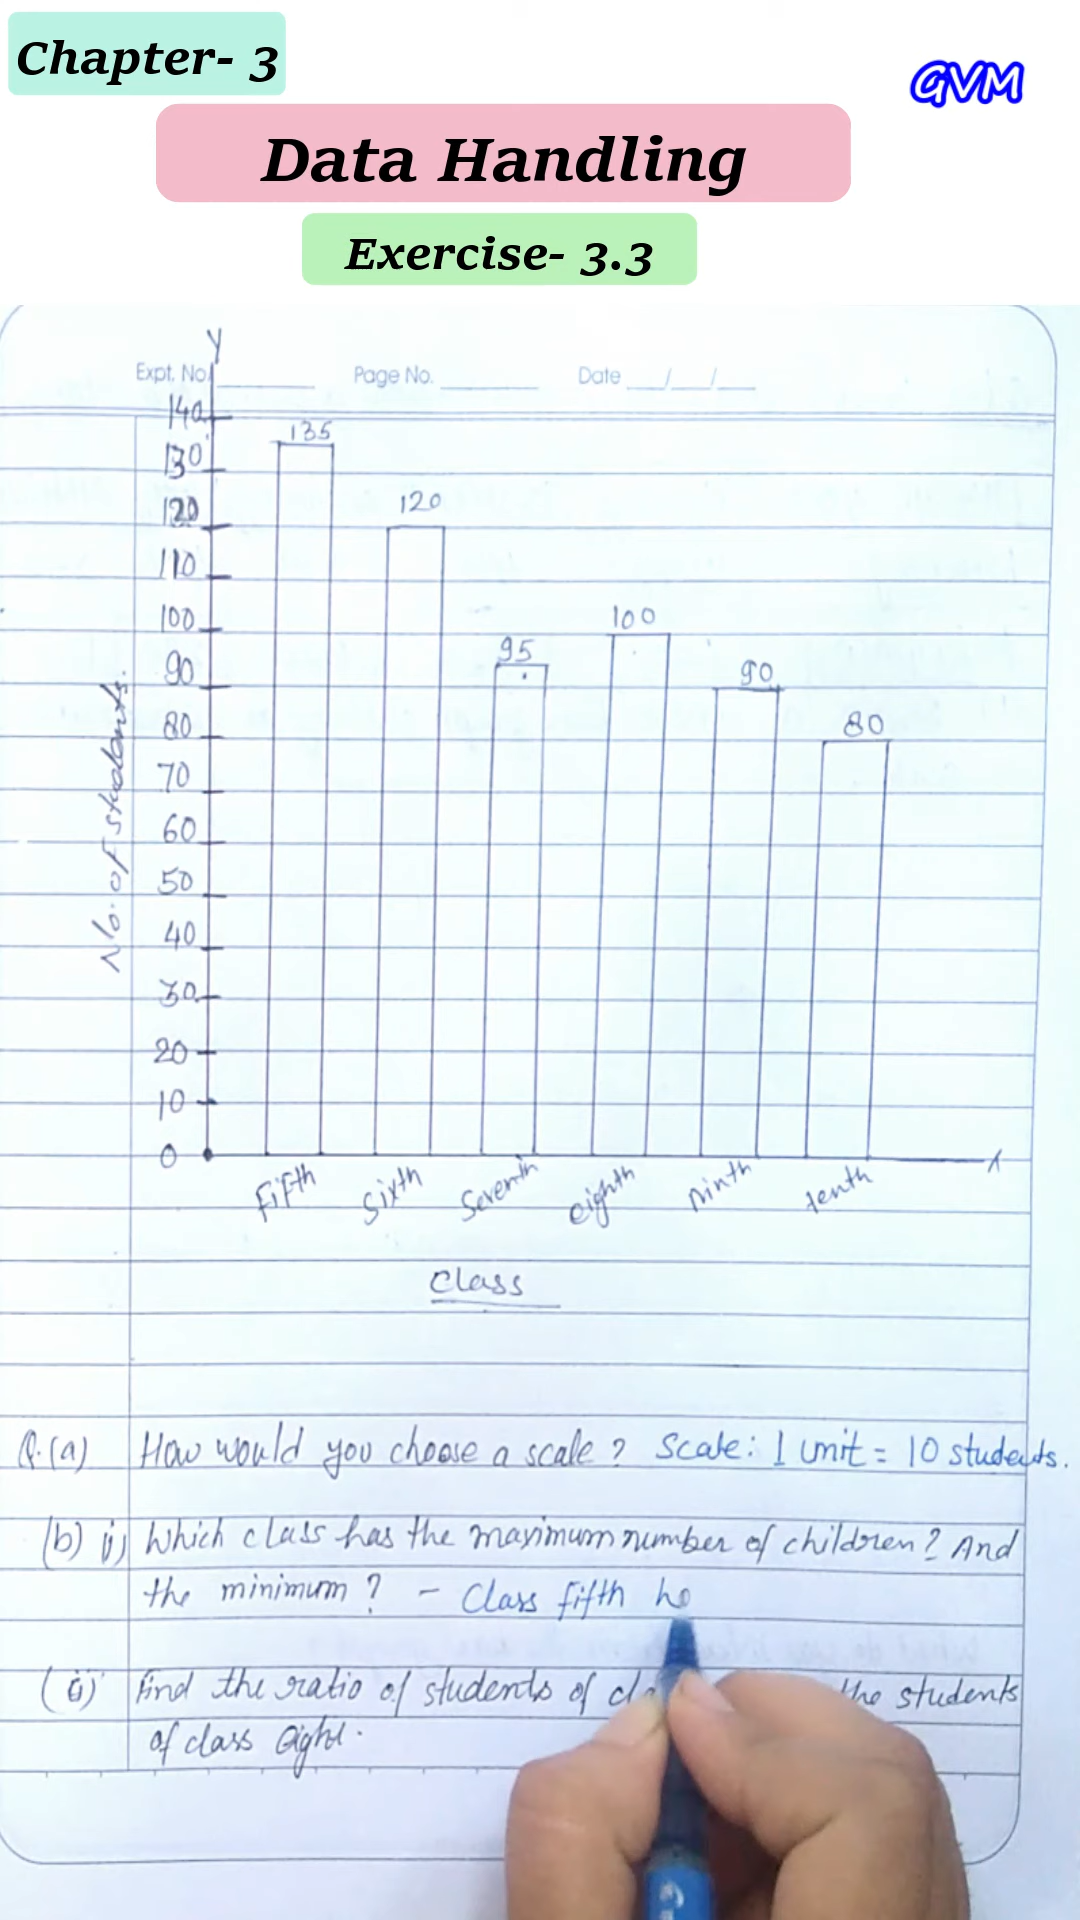 Chapter- 3
GVM
Data Handling
Exercise- 3.3
Y
Expt. No. Page No. Date
140
135
130
120
120
110
100
100
95
90
90
80
80
70
60
50
40
30
20
10
0
No. of students.
X
Fifth Sixth Seventh eighth Ninth tenth
Class
Q.(a) How would you choose a scale? Scale: 1 unit = 10 students.
(b) i) Which class has the maximum number of children? And
the minimum? - Class fifth
(ii) Find the ratio of students of the students
of class eight.